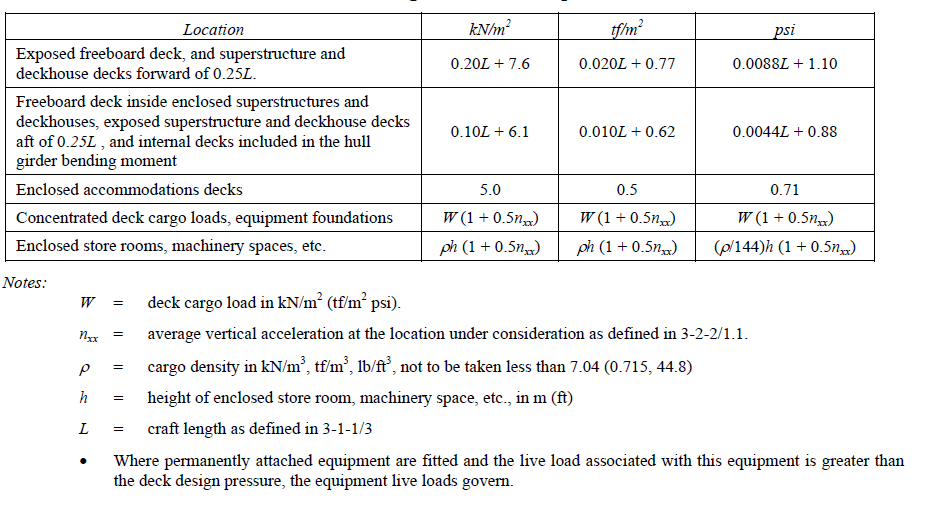 Location kN/m² tf/m² psi
Exposed freeboard deck, and superstructure and
deckhouse decks forward of 0.25L. 0.20L + 7.6 0.020L + 0.77 0.0088L + 1.10
Freeboard deck inside enclosed superstructures and
deckhouses, exposed superstructure and deckhouse decks
aft of 0.25L , and internal decks included in the hull
girder bending moment 0.10L + 6.1 0.010L + 0.62 0.0044L + 0.88
Enclosed accommodations decks 5.0 0.5 0.71
Concentrated deck cargo loads, equipment foundations W (1 + 0.5nxx) W (1 + 0.5nxx) W (1 + 0.5nxx)
Enclosed store rooms, machinery spaces, etc. ρh (1 + 0.5nxx) ρh (1 + 0.5nxx) (ρ/144)h (1 + 0.5nxx)
Notes:
W = deck cargo load in kN/m² (tf/m² psi).
nxx = average vertical acceleration at the location under consideration as defined in 3-2-2/1.1.
ρ = cargo density in kN/m³, tf/m³, lb/ft³, not to be taken less than 7.04 (0.715, 44.8)
h = height of enclosed store room, machinery space, etc., in m (ft)
L = craft length as defined in 3-1-1/3
• Where permanently attached equipment are fitted and the live load associated with this equipment is greater than
the deck design pressure, the equipment live loads govern.